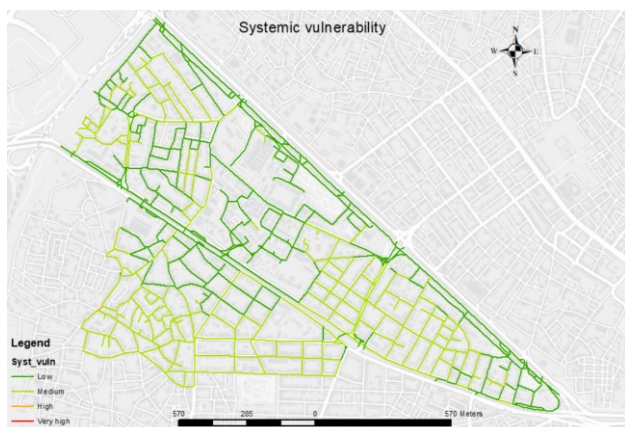 Systemic vulnerability
N
W E
S
Legend
Syst_vuln
Low
Medium
High
Very high
570 285 0 570 Meters